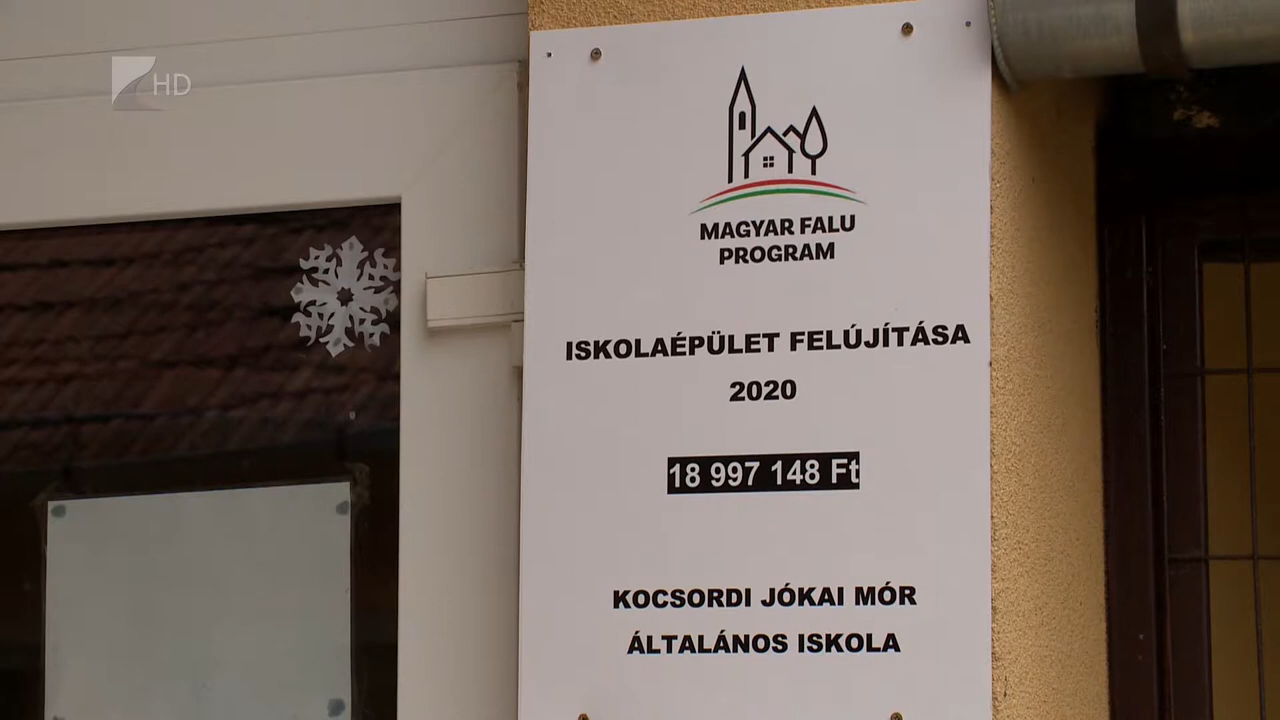 HD
MAGYAR FALU
PROGRAM
ISKOLAÉPÜLET FELÚJÍTÁSA
2020
18 997 148 Ft
KOCSORDI JÓKAI MÓR
ÁLTALÁNOS ISKOLA